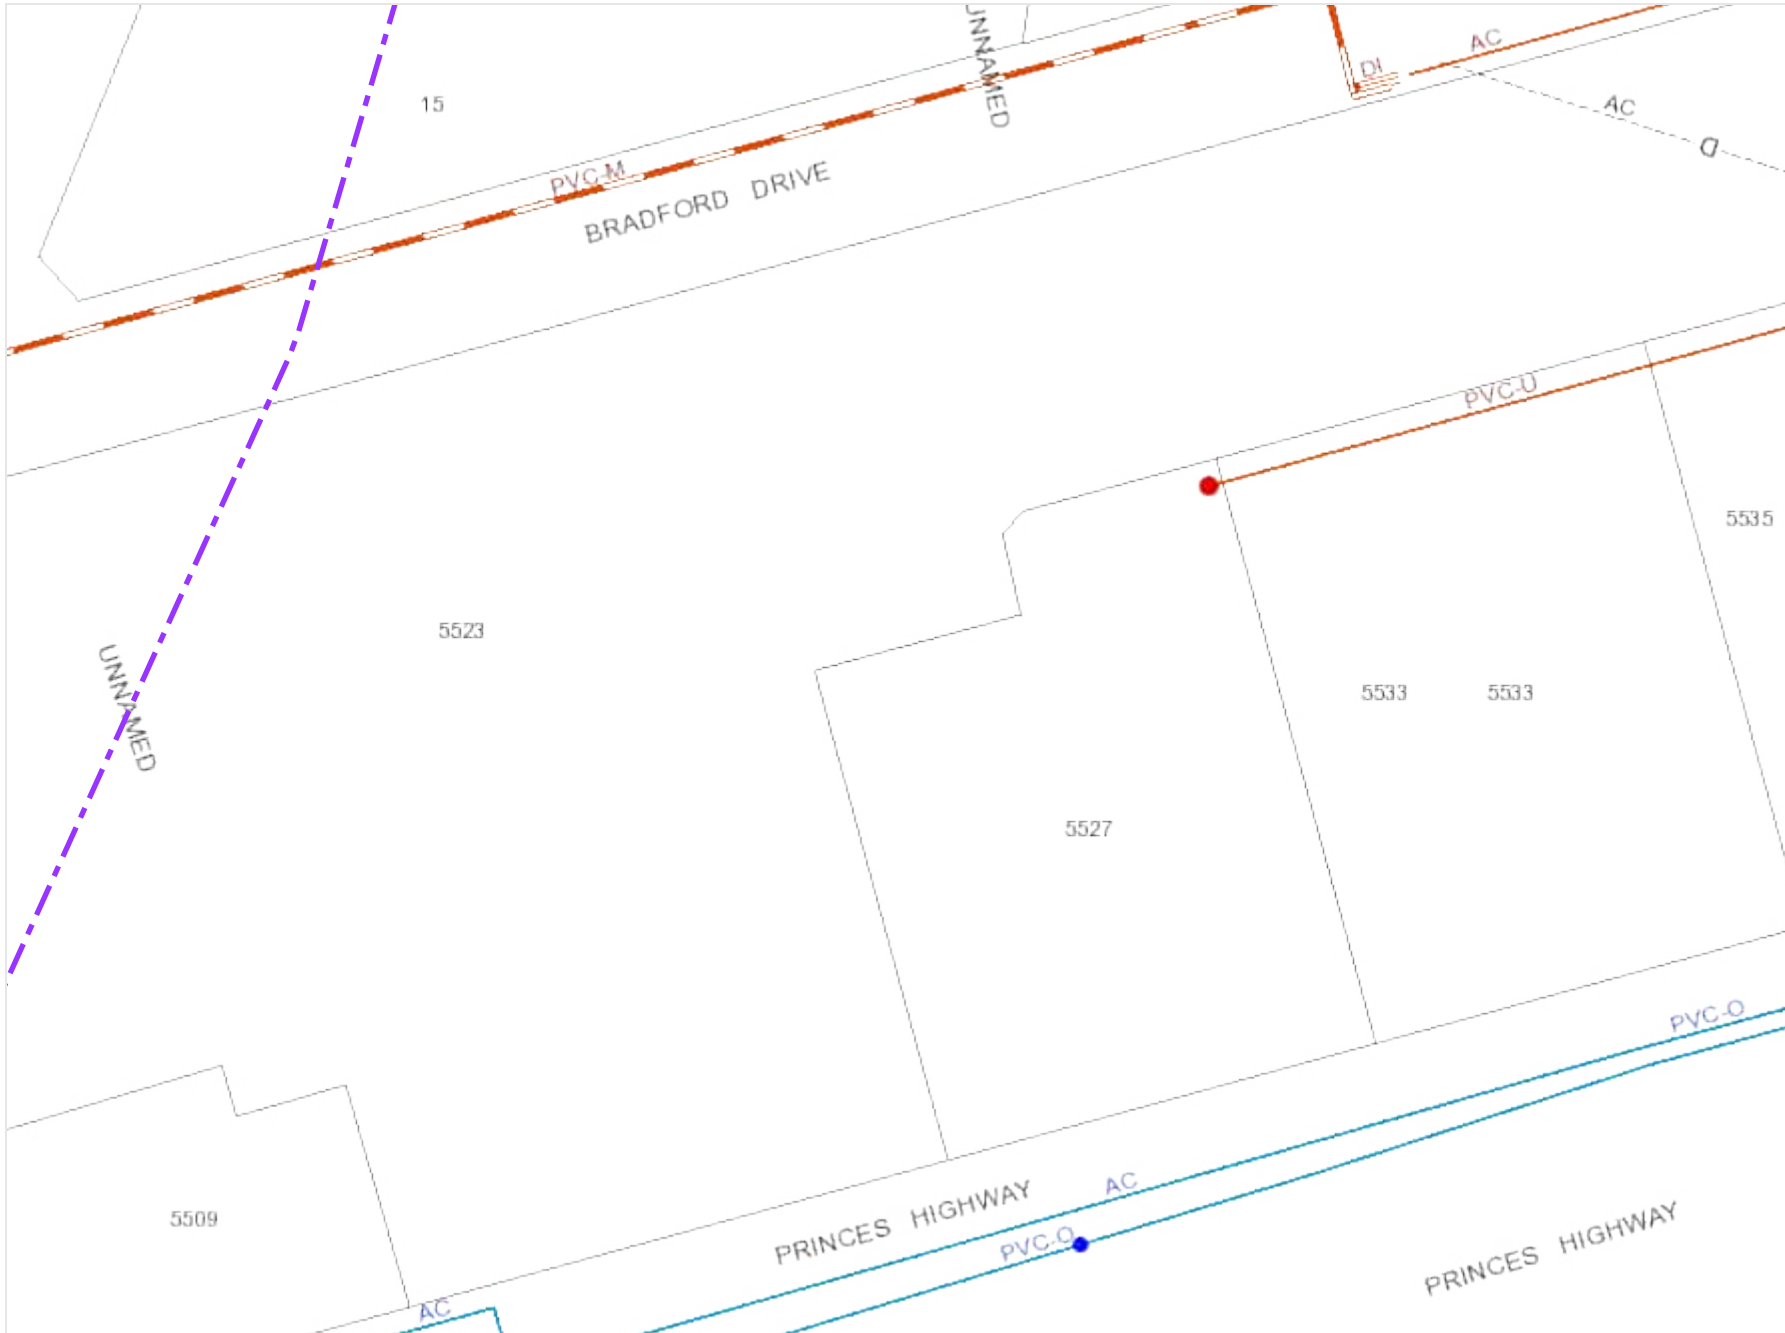 UNNAMED
AC
DI
15
AC
D
PVC-M
BRADFORD DRIVE
PVC-U
5535
5523
UNNAMED
5533
5533
5527
PVC-O
AC
PRINCES HIGHWAY
5509
PVC-O
PRINCES HIGHWAY
AC